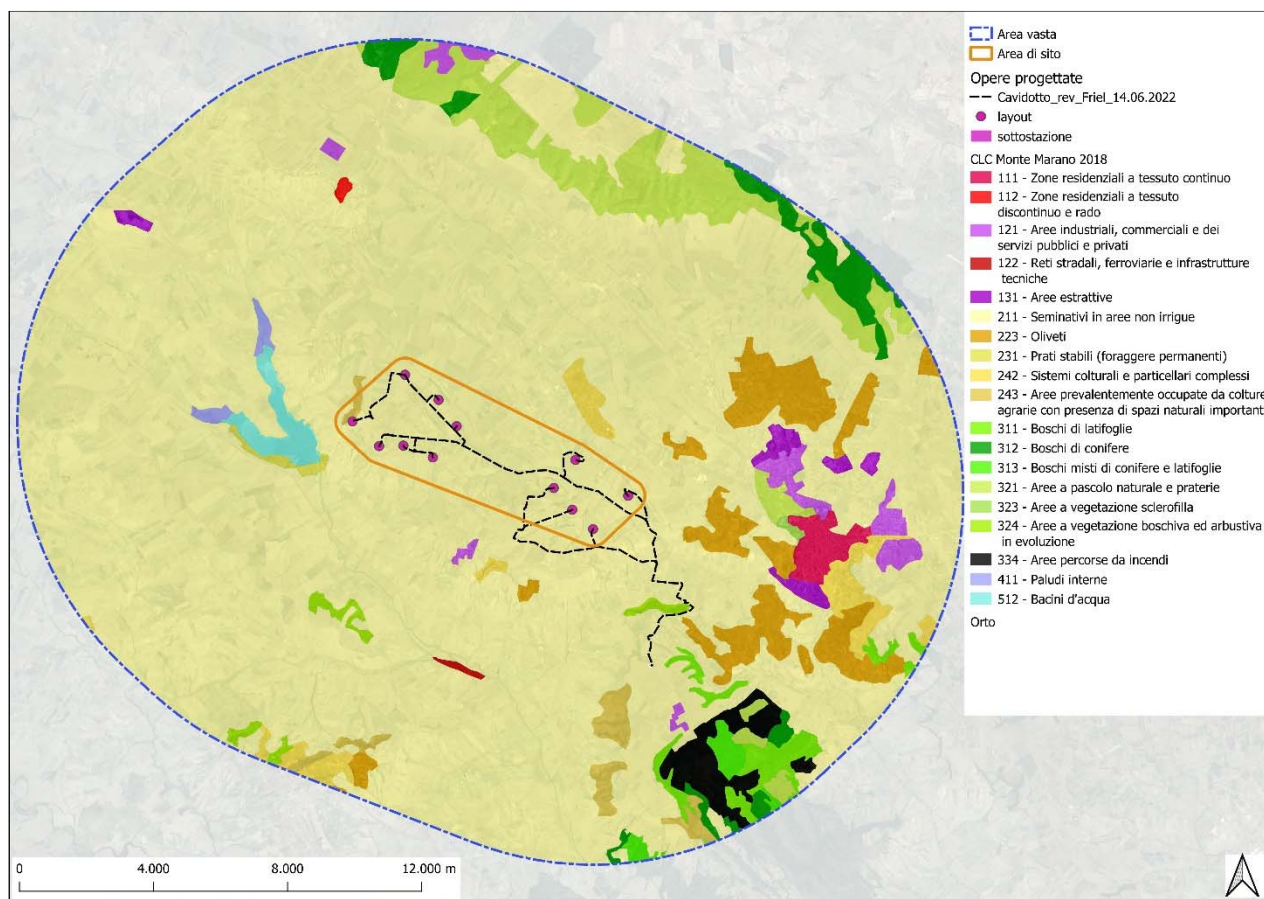 Area vasta
Area di sito
Opere progettate
Cavidotto_rev_Friel_14.06.2022
layout
sottostazione
CLC Monte Marano 2018
111 - Zone residenziali a tessuto continuo
112 - Zone residenziali a tessuto
discontinuo e rado
121 - Aree industriali, commerciali e dei
servizi pubblici e privati
122 - Reti stradali, ferroviarie e infrastrutture
tecniche
131 - Aree estrattive
211 - Seminativi in aree non irrigue
223 - Oliveti
231 - Prati stabili (foraggere permanenti)
242 - Sistemi colturali e particellari complessi
243 - Aree prevalentemente occupate da colture
agrarie con presenza di spazi naturali important
311 - Boschi di latifoglie
312 - Boschi di conifere
313 - Boschi misti di conifere e latifoglie
321 - Aree a pascolo naturale e praterie
323 - Aree a vegetazione sclerofilla
324 - Aree a vegetazione boschiva ed arbustiva
in evoluzione
334 - Aree percorse da incendi
411 - Paludi interne
512 - Bacini d'acqua
Orto
0 4.000 8.000 12.000 m